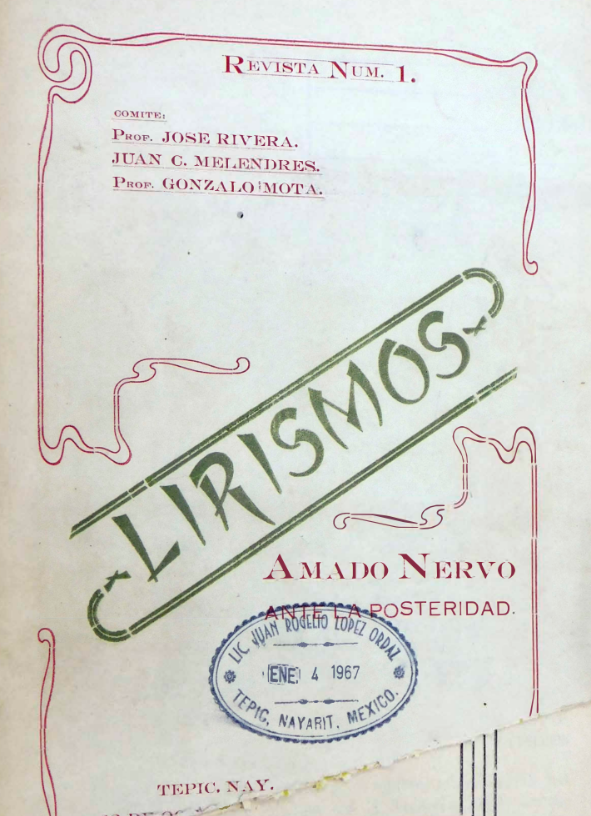 REVISTA NUM. 1.
COMITE:
PROF. JOSE RIVERA.
JUAN C. MELENDRES.
PROF. GONZALO MOTA.
LIRISMOS
AMADO NERVO
ANTE LA POSTERIDAD.
LIC JUAN ROGELIO LOPEZ ORDAZ
ENE 4 1967
TEPIC, NAYARIT, MEXICO.
TEPIC. NAY.